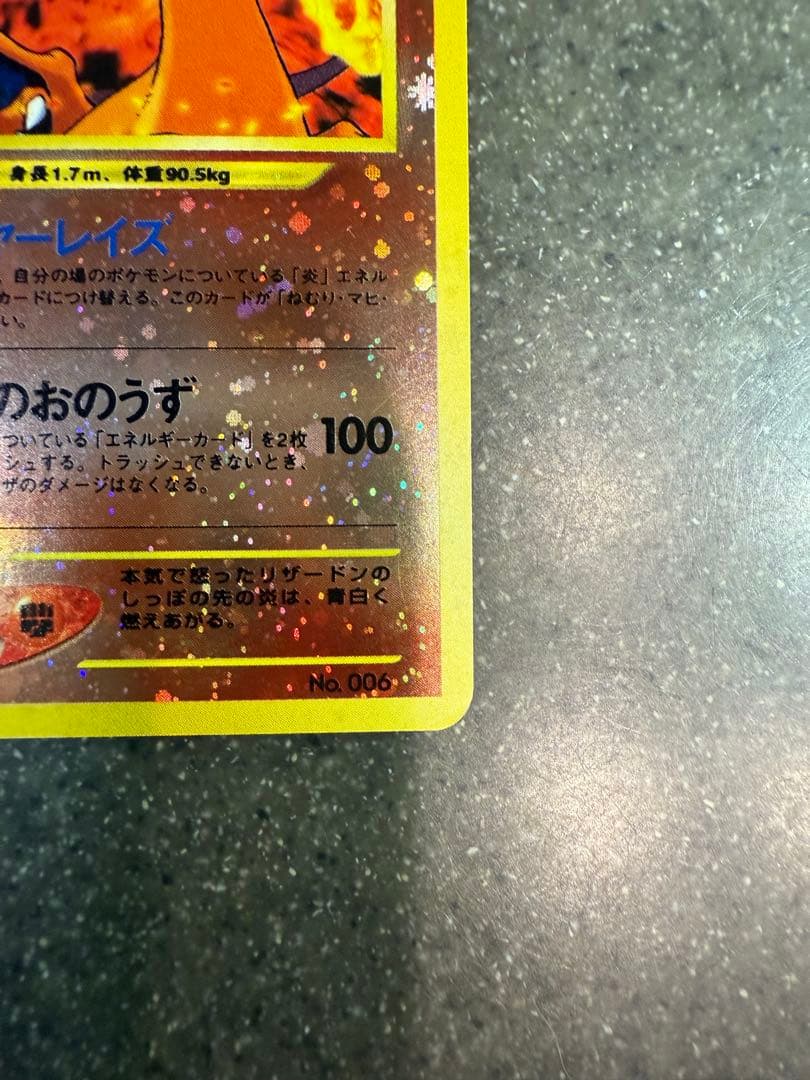 身長1.7m、体重90.5kg
ァーレイズ
、自分の場のポケモンについている「炎」エネル
カードにつけ替える。このカードが「ねむり・マヒ・
い。
のおのうず
100
ついている「エネルギーカード」を2枚
シュする。トラッシュできないとき、
ザのダメージはなくなる。
本気で怒ったリザードンの
しっぽの先の炎は、青白く
燃えあがる。
No. 006